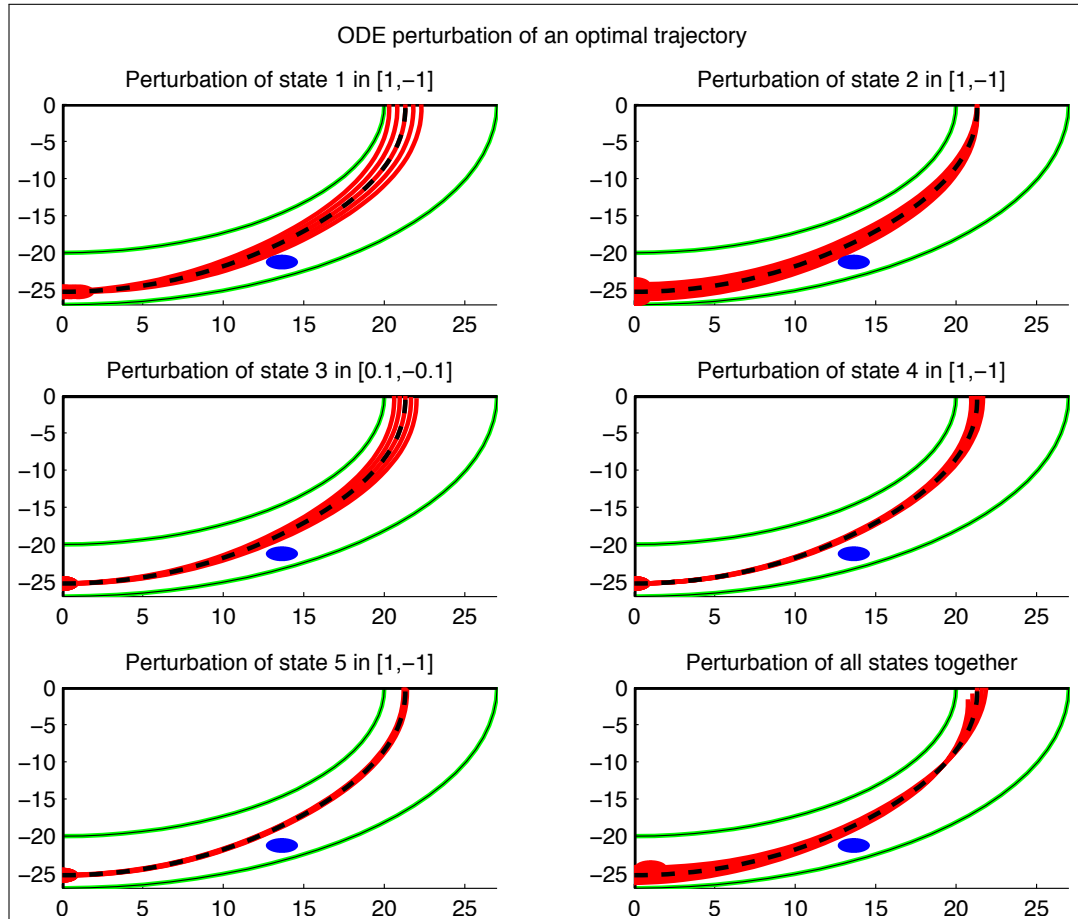 ODE perturbation of an optimal trajectory
Perturbation of state 1 in [1,−1]
0
−5
−10
−15
−20
−25
0 5 10 15 20 25
Perturbation of state 2 in [1,−1]
0
−5
−10
−15
−20
−25
0 5 10 15 20 25
Perturbation of state 3 in [0.1,−0.1]
0
−5
−10
−15
−20
−25
0 5 10 15 20 25
Perturbation of state 4 in [1,−1]
0
−5
−10
−15
−20
−25
0 5 10 15 20 25
Perturbation of state 5 in [1,−1]
0
−5
−10
−15
−20
−25
0 5 10 15 20 25
Perturbation of all states together
0
−5
−10
−15
−20
−25
0 5 10 15 20 25